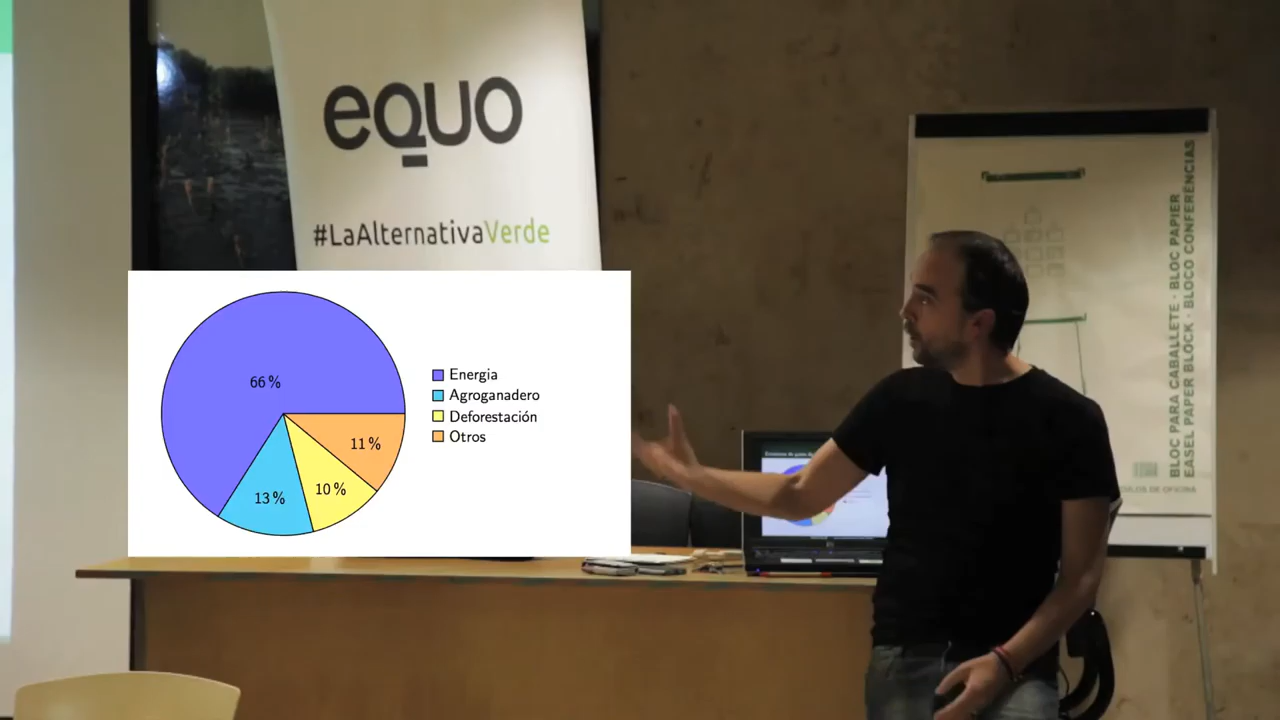 equo
#LaAlternativaVerde
66 %
11 %
10 %
13 %
Energia
Agroganadero
Deforestación
Otros
BLOC PARA CABALLETE · BLOC PAPIER
EASEL PAPER BLOCK · BLOCO CONFERÊNCIAS